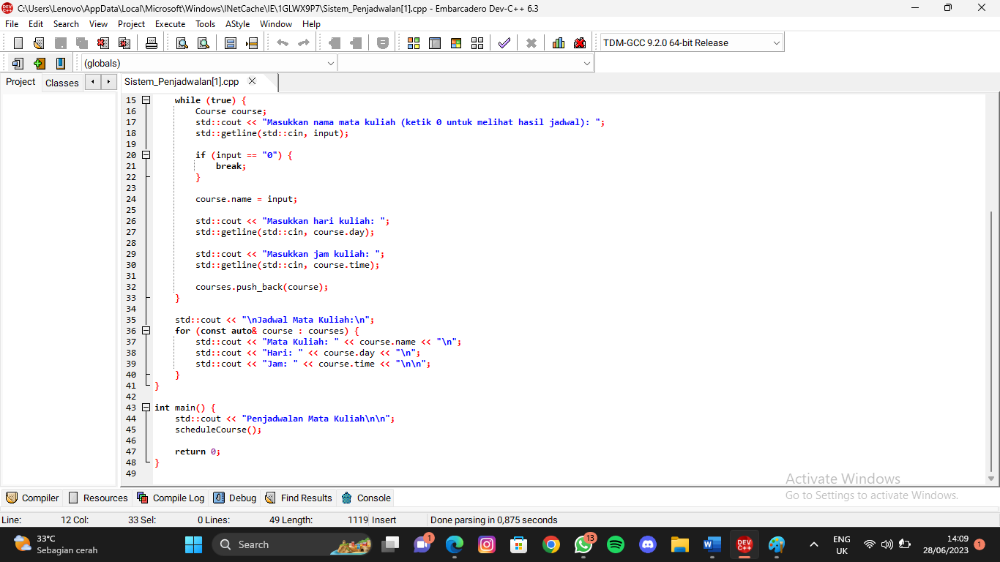 C:\Users\Lenovo\AppData\Local\Microsoft\Windows\INetCache\IE\1GLWX9P7\Sistem_Penjadwalan[1].cpp - Embarcadero Dev-C++ 6.3
File Edit Search View Project Execute Tools AStyle Window Help
TDM-GCC 9.2.0 64-bit Release
(globals)
Project Classes Sistem_Penjadwalan[1].cpp
15 while (true) {
16 Course course;
17 std::cout << "Masukkan nama mata kuliah (ketik 0 untuk melihat hasil jadwal): ";
18 std::getline(std::cin, input);
19
20 if (input == "0") {
21 break;
22 }
23
24 course.name = input;
25
26 std::cout << "Masukkan hari kuliah: ";
27 std::getline(std::cin, course.day);
28
29 std::cout << "Masukkan jam kuliah: ";
30 std::getline(std::cin, course.time);
31
32 courses.push_back(course);
33 }
34
35 std::cout << "\nJadwal Mata Kuliah:\n";
36 for (const auto& course : courses) {
37 std::cout << "Mata Kuliah: " << course.name << "\n";
38 std::cout << "Hari: " << course.day << "\n";
39 std::cout << "Jam: " << course.time << "\n\n";
40 }
41 }
42
43 int main() {
44 std::cout << "Penjadwalan Mata Kuliah\n\n";
45 scheduleCourse();
46
47 return 0;
48 }
49
Activate Windows
Go to Settings to activate Windows.
Compiler Resources Compile Log Debug Find Results Console
Line: 12 Col: 33 Sel: 0 Lines: 49 Length: 1119 Insert Done parsing in 0,875 seconds
33°C
Sebagian cerah
Search
1
13
DEV
C++
ENG
UK
14:09
28/06/2023
1